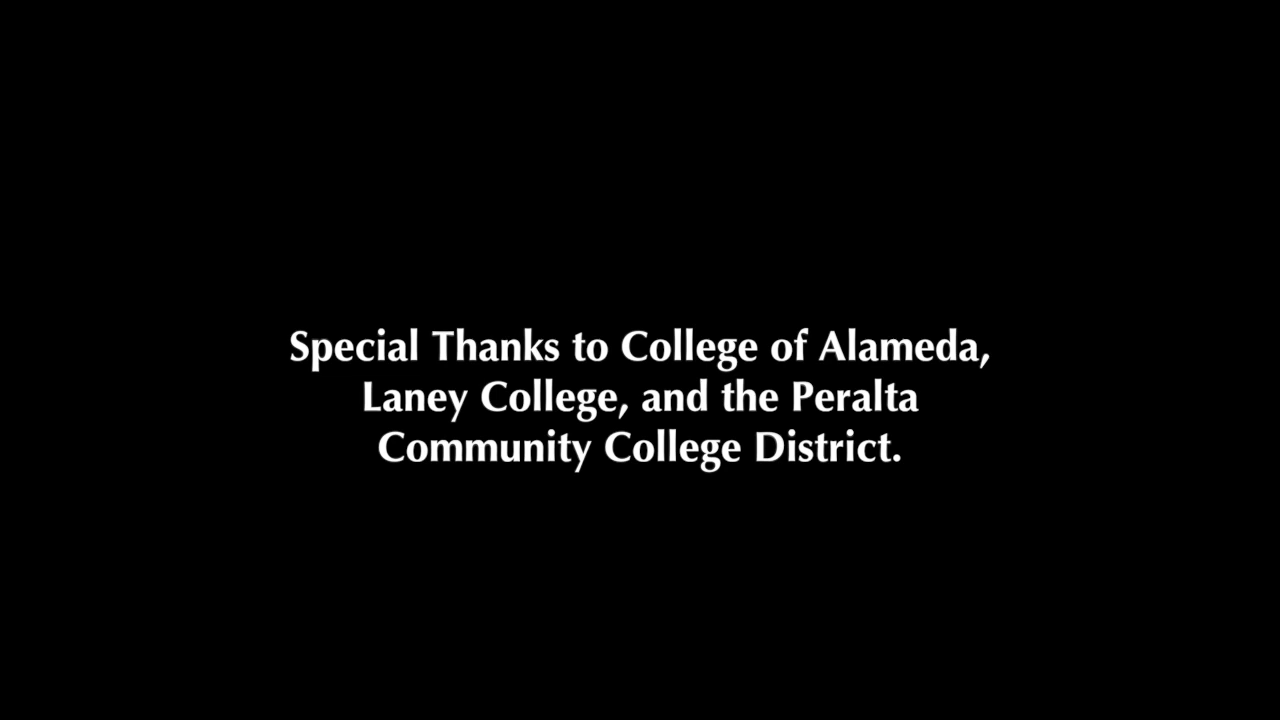 Special Thanks to College of Alameda,
Laney College, and the Peralta
Community College District.